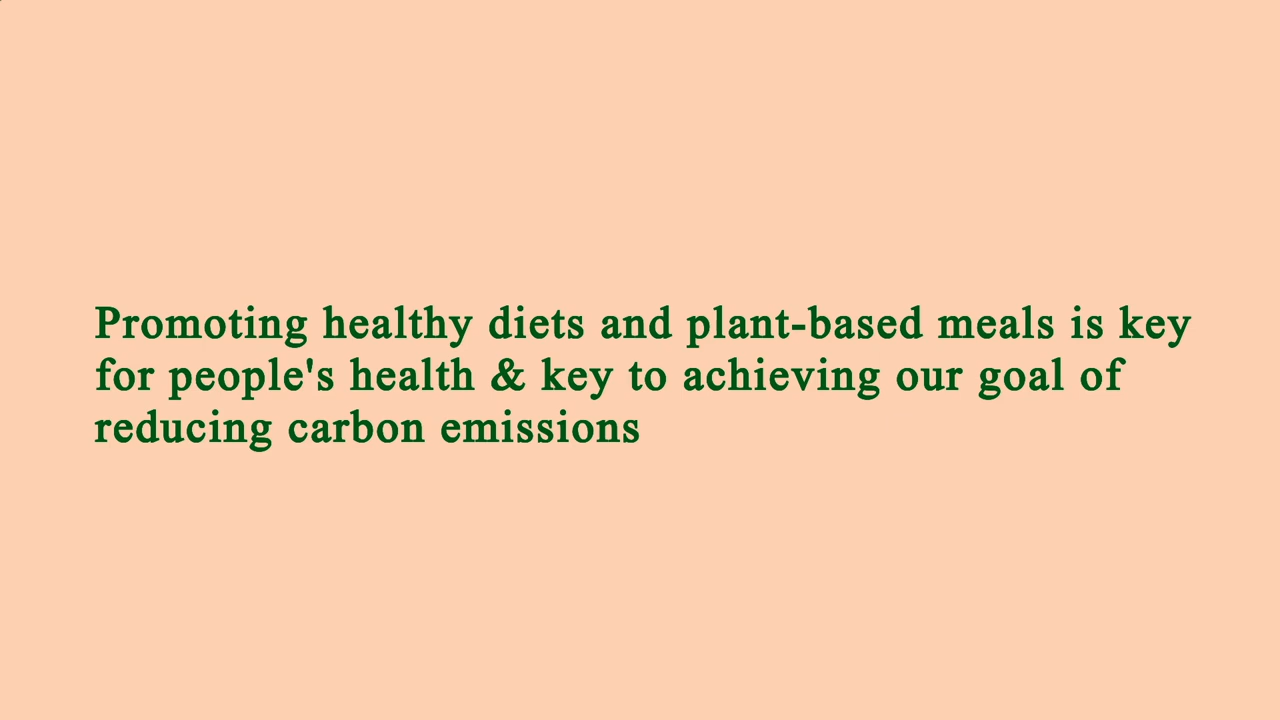 Promoting healthy diets and plant-based meals is key
for people's health & key to achieving our goal of
reducing carbon emissions